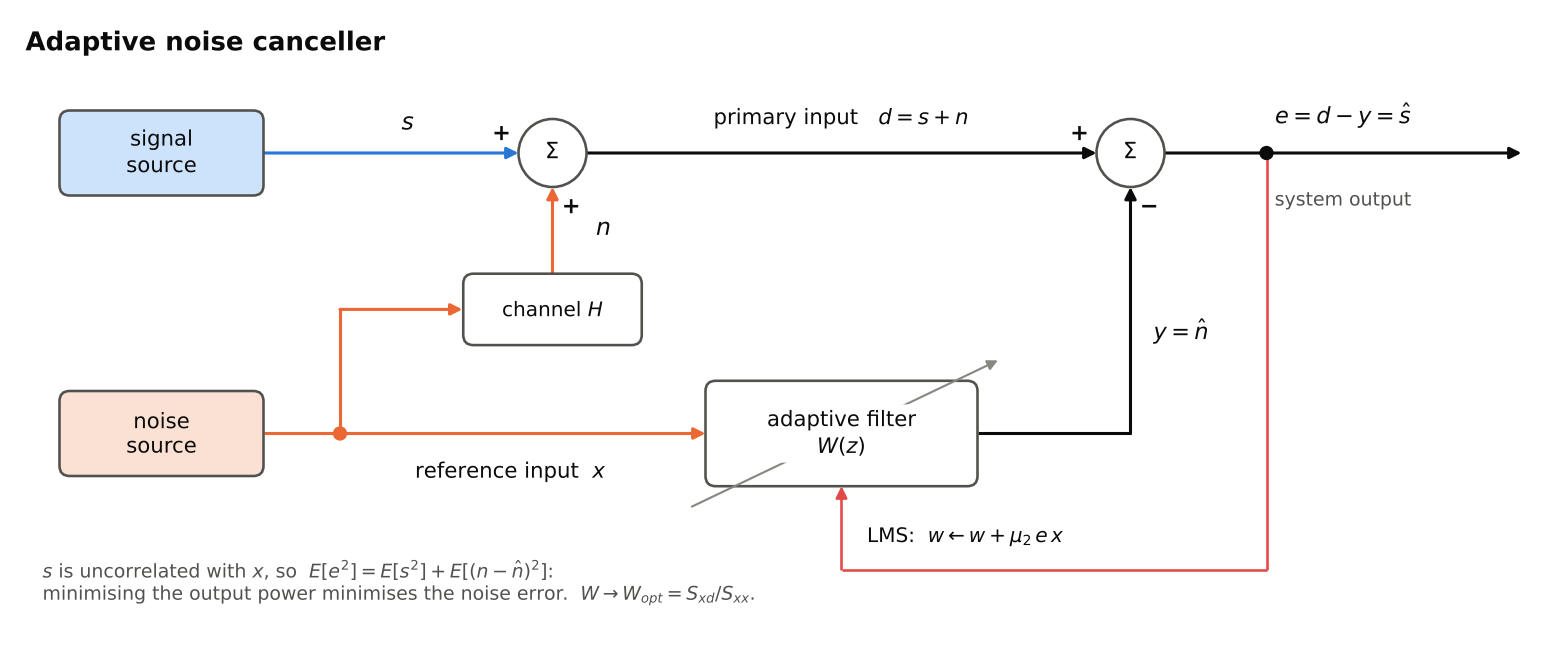 Adaptive noise canceller
signal
source
s
+
Σ
+
n
primary input d = s + n
+
Σ
−
e = d − y = ŝ
system output
channel H
y = n̂
noise
source
reference input x
adaptive filter
W(z)
LMS: w ← w + μ₂ e x
s is uncorrelated with x, so E[e²] = E[s²] + E[(n − n̂)²]:
minimising the output power minimises the noise error. W → W_opt = S_xd/S_xx.